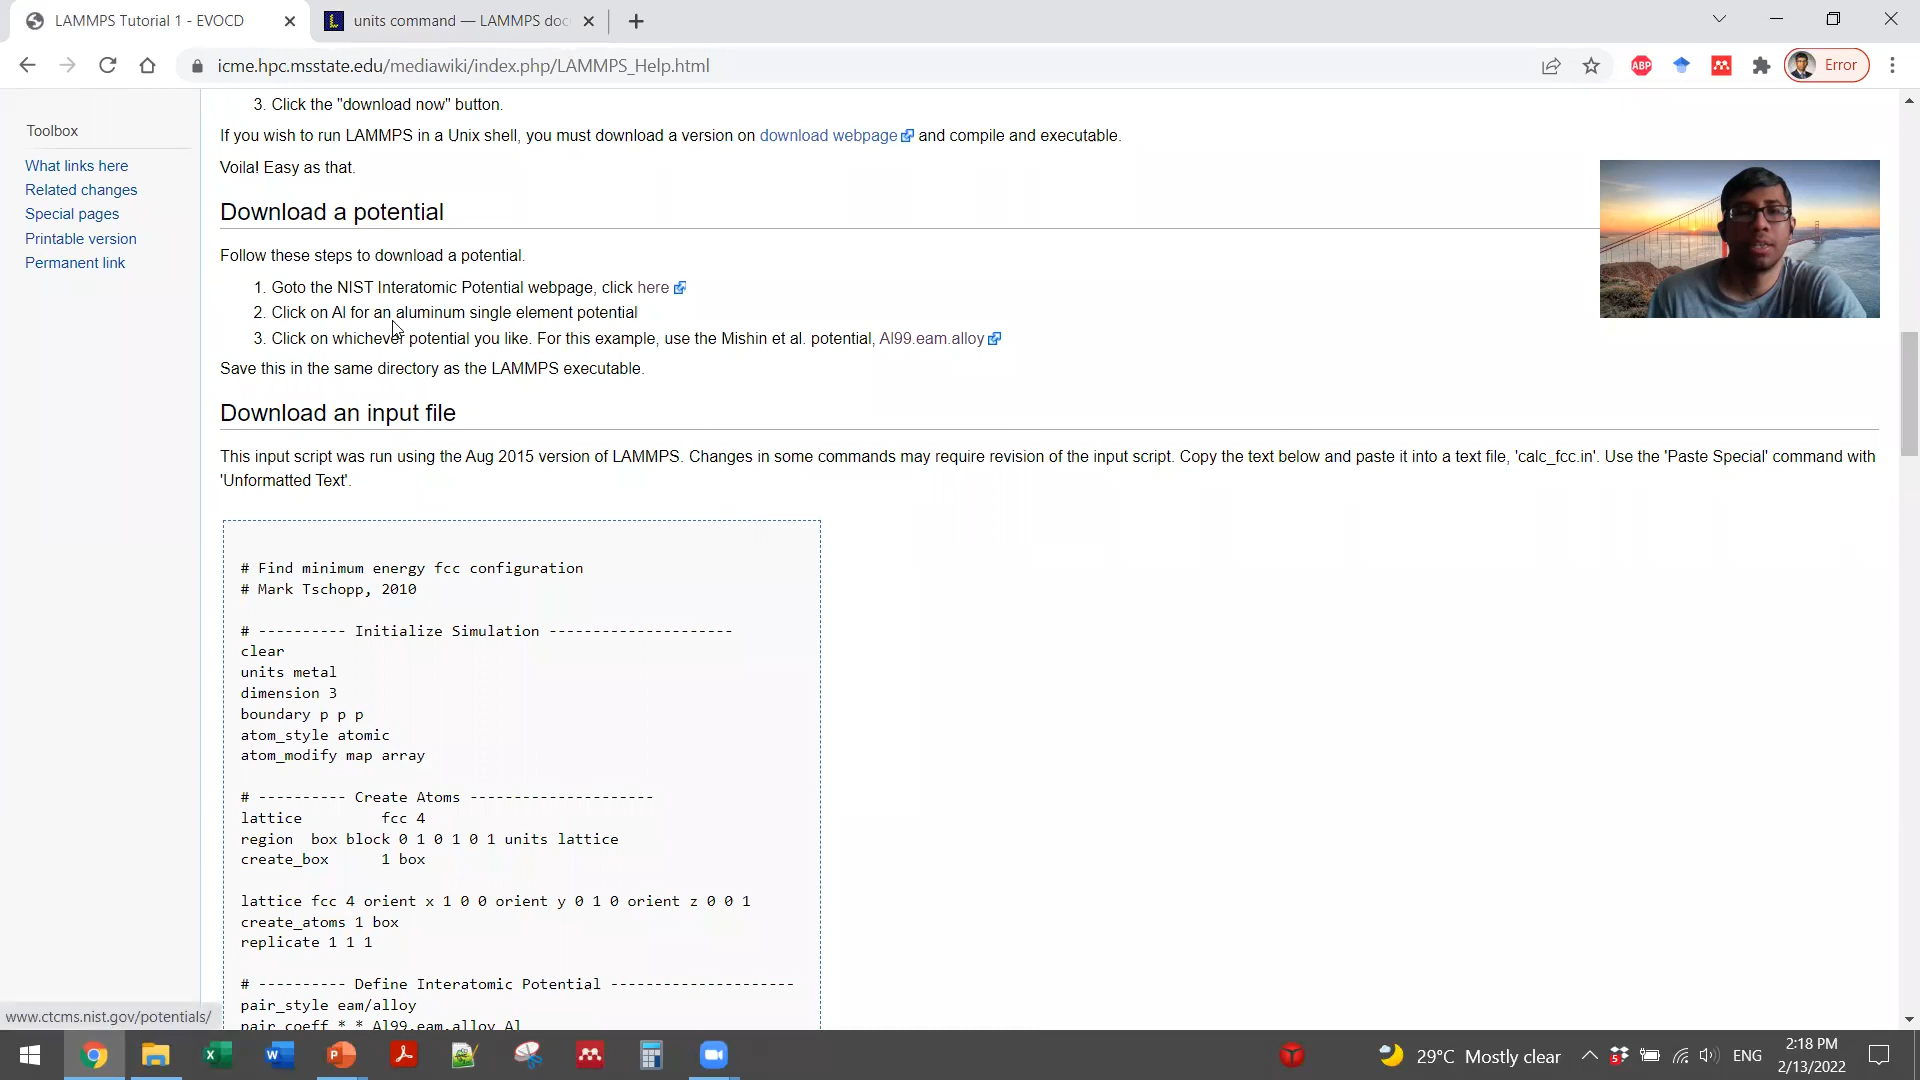 LAMMPS Tutorial 1 - EVOCD
units command — LAMMPS doc
icme.hpc.msstate.edu/mediawiki/index.php/LAMMPS_Help.html
ABP
Error
Toolbox
What links here
Related changes
Special pages
Printable version
Permanent link
3. Click the "download now" button.
If you wish to run LAMMPS in a Unix shell, you must download a version on download webpage and compile and executable.
Voila! Easy as that.
Download a potential
Follow these steps to download a potential.
1. Goto the NIST Interatomic Potential webpage, click here
2. Click on Al for an aluminum single element potential
3. Click on whichever potential you like. For this example, use the Mishin et al. potential, Al99.eam.alloy
Save this in the same directory as the LAMMPS executable.
Download an input file
This input script was run using the Aug 2015 version of LAMMPS. Changes in some commands may require revision of the input script. Copy the text below and paste it into a text file, 'calc_fcc.in'. Use the 'Paste Special' command with
'Unformatted Text'.
# Find minimum energy fcc configuration
# Mark Tschopp, 2010
# ---------- Initialize Simulation ---------------------
clear
units metal
dimension 3
boundary p p p
atom_style atomic
atom_modify map array
# ---------- Create Atoms ---------------------
lattice fcc 4
region box block 0 1 0 1 0 1 units lattice
create_box 1 box
lattice fcc 4 orient x 1 0 0 orient y 0 1 0 orient z 0 0 1
create_atoms 1 box
replicate 1 1 1
# ---------- Define Interatomic Potential ---------------------
pair_style eam/alloy
pair_coeff * * Al99.eam.alloy Al
www.ctcms.nist.gov/potentials/
29°C Mostly clear
ENG
2:18 PM
2/13/2022